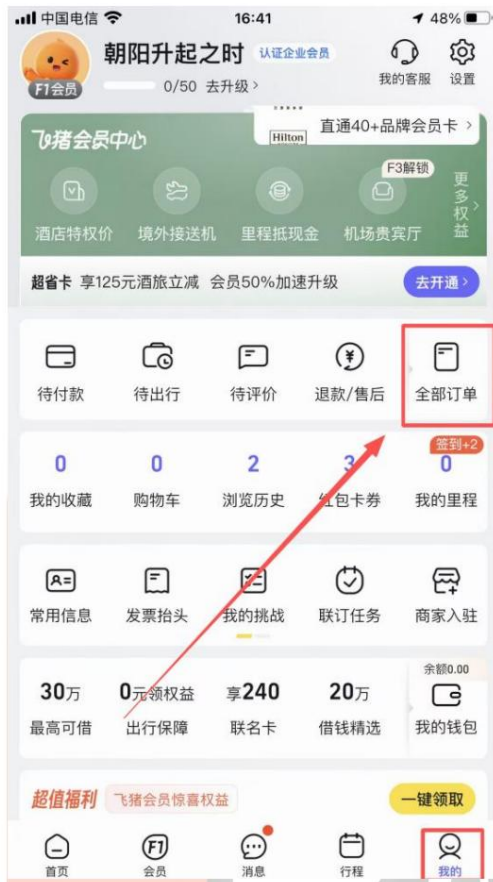 中国电信 16:41 48%
朝阳升起之时 认证企业会员
F1会员 0/50 去升级>
我的客服 设置
飞猪会员中心 Hilton 直通40+品牌会员卡 >
F3解锁
酒店特权价 境外接送机 里程抵现金 机场贵宾厅 更多权益 >
超省卡 享125元酒旅立减 会员50%加速升级 去开通>
待付款 待出行 待评价 退款/售后 全部订单
签到+2
0 0 2 3 0
我的收藏 购物车 浏览历史 红包卡券 我的里程
常用信息 发票抬头 我的挑战 联订任务 商家入驻
余额0.00
30万 0元领权益 享240 20万
最高可借 出行保障 联名卡 借钱精选 我的钱包
超值福利 飞猪会员惊喜权益 一键领取
F1
首页 会员 消息 行程 我的